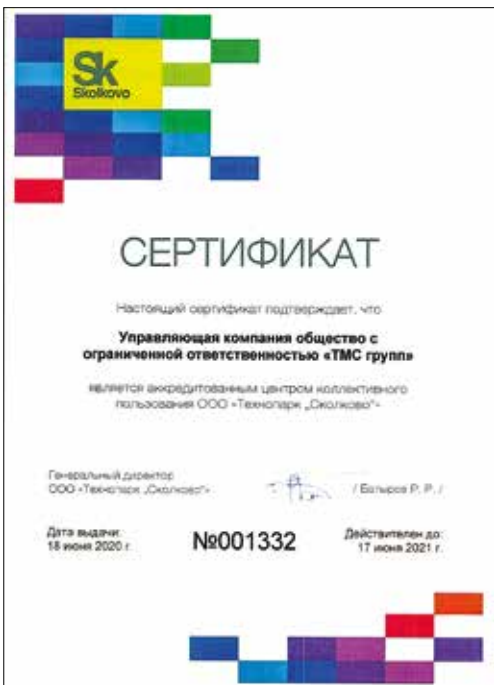 Sk
Skolkovo
СЕРТИФИКАТ
Настоящий сертификат подтверждает, что
Управляющая компания общество с
ограниченной ответственностью «ТМС групп»
является аккредитованным центром коллективного
пользования ООО «Технопарк „Сколково"»
Генеральный директор
ООО «Технопарк „Сколково"»
/ Батыров Р. Р. /
Дата выдачи:
18 июня 2020 г.
№001332
Действителен до:
17 июня 2021 г.